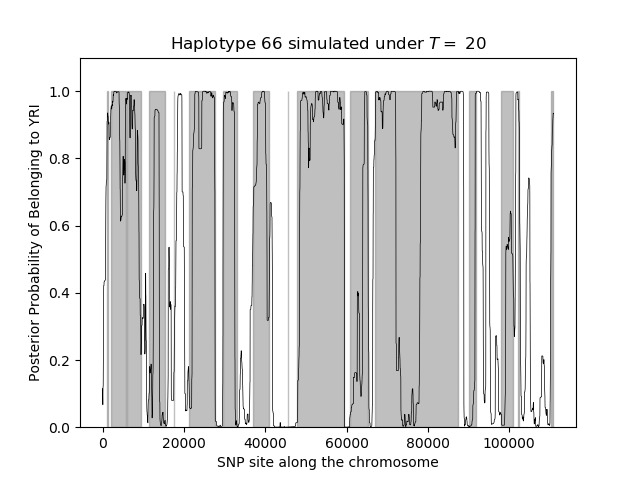 Haplotype 66 simulated under T = 20
Posterior Probability of Belonging to YRI
1.0
0.8
0.6
0.4
0.2
0.0
0 20000 40000 60000 80000 100000
SNP site along the chromosome